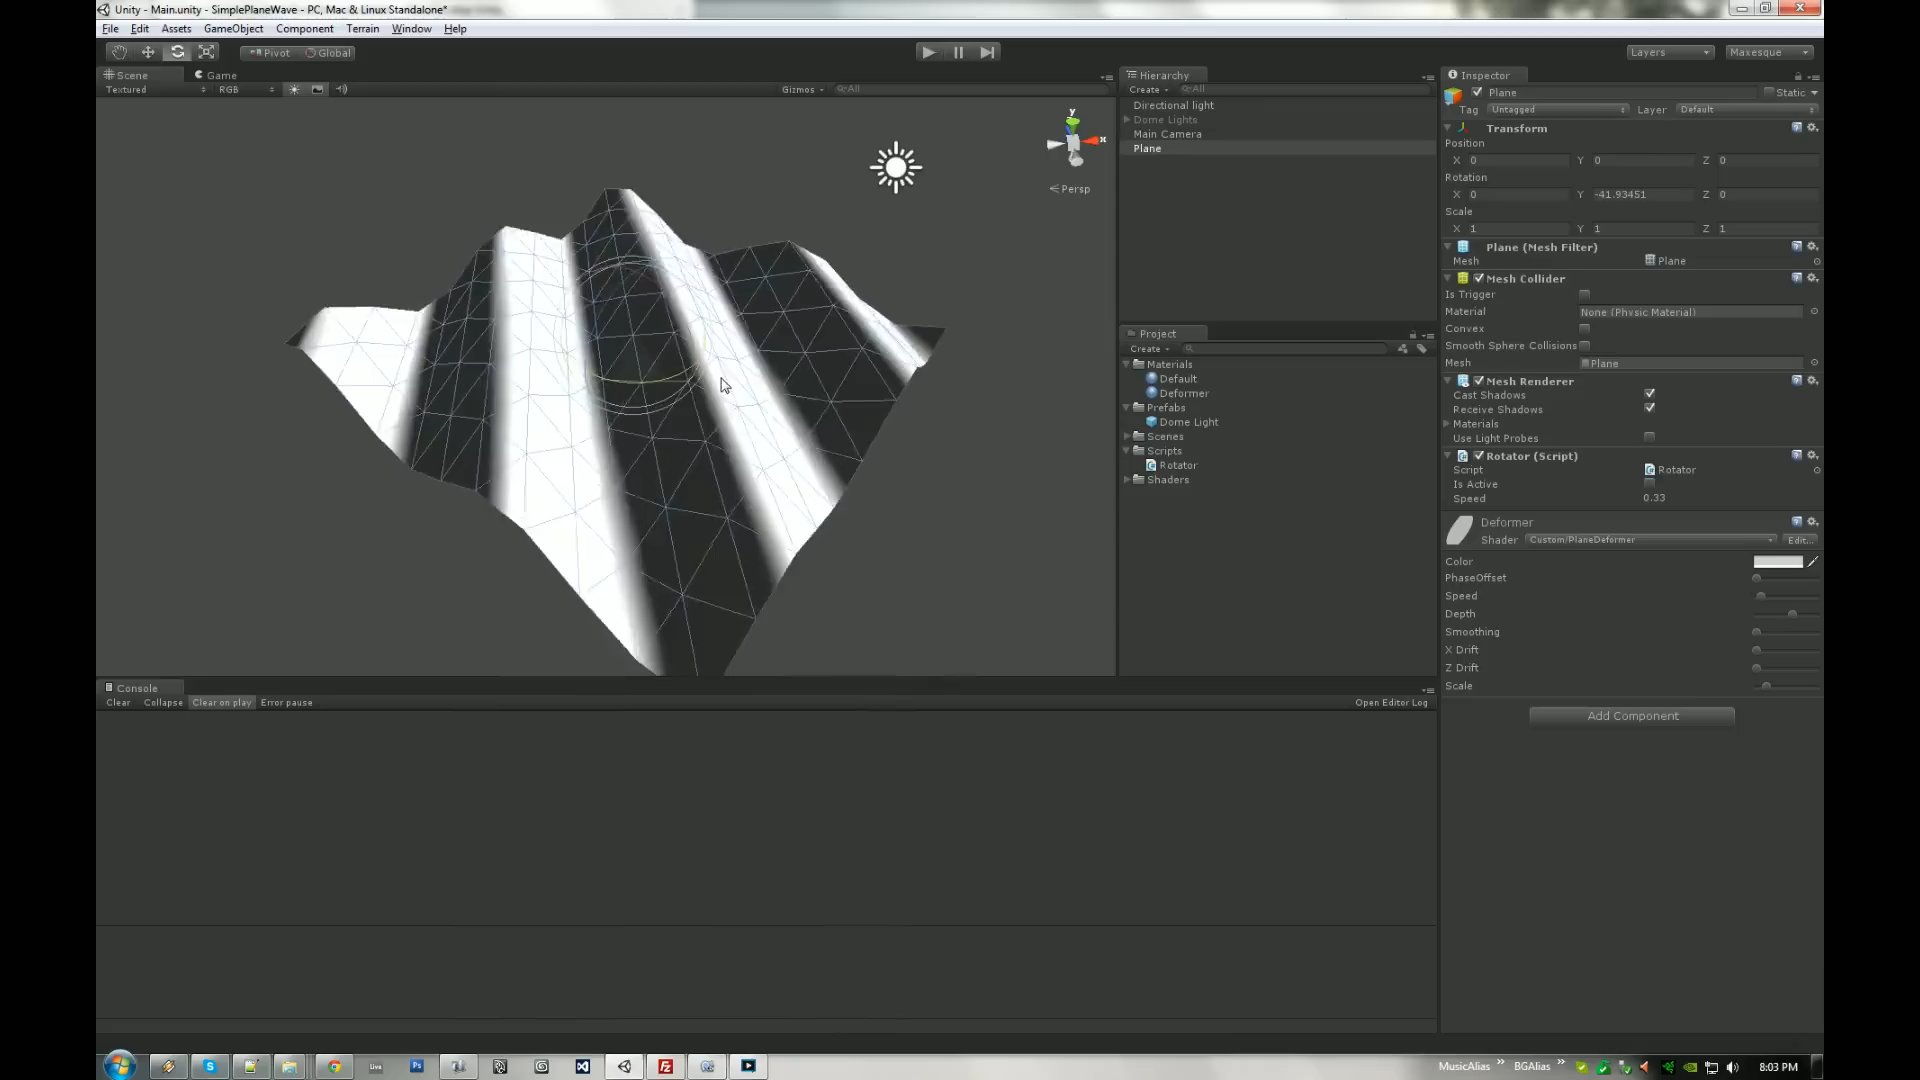 Unity - Main.unity - SimplePlaneWave - PC, Mac & Linux Standalone*
File Edit Assets GameObject Component Terrain Window Help
Pivot Global Layers Maxesque
Scene Game
Textured RGB Gizmos All
y
x
Persp
Hierarchy
Create All
Directional light
Dome Lights
Main Camera
Plane
Project
Create
Materials
Default
Deformer
Prefabs
Dome Light
Scenes
Scripts
Rotator
Shaders
Inspector
Plane Static
Tag Untagged Layer Default
Transform
Position
X 0 Y 0 Z 0
Rotation
X 0 Y -41.93451 Z 0
Scale
X 1 Y 1 Z 1
Plane (Mesh Filter)
Mesh Plane
Mesh Collider
Is Trigger
Material None (Physic Material)
Convex
Smooth Sphere Collisions
Mesh Plane
Mesh Renderer
Cast Shadows
Receive Shadows
Materials
Use Light Probes
Rotator (Script)
Script Rotator
Is Active
Speed 0.33
Deformer
Shader Custom/PlaneDeformer Edit...
Color
PhaseOffset
Speed
Depth
Smoothing
X Drift
Z Drift
Scale
Add Component
Console
Clear Collapse Clear on play Error pause Open Editor Log
Live Ps Fz
MusicAlias » BGAlias » 8:03 PM